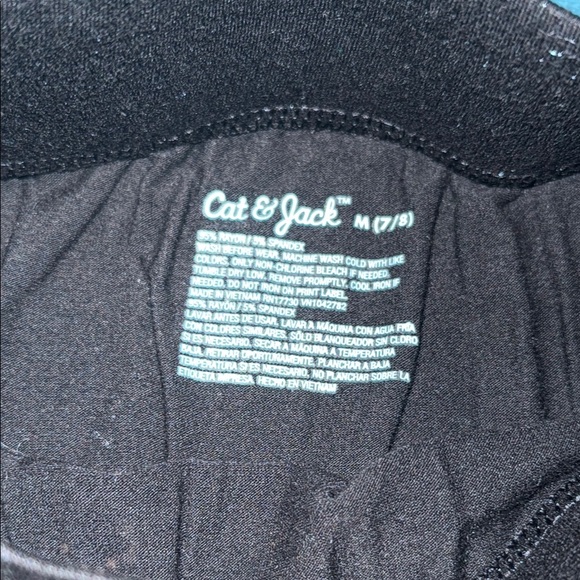 Cat & Jack™ M (7/8)
95% RAYON / 5% SPANDEX
WASH BEFORE WEAR. MACHINE WASH COLD WITH LIKE
COLORS. ONLY NON-CHLORINE BLEACH IF NEEDED.
TUMBLE DRY LOW. REMOVE PROMPTLY. COOL IRON IF
NEEDED. DO NOT IRON ON PRINT LABEL.
MADE IN VIETNAM RN17730 VN1042782
95% RAYON / 5% SPANDEX
LAVAR ANTES DE USAR. LAVAR A MÁQUINA CON AGUA FRÍA
CON COLORES SIMILARES. SÓLO BLANQUEADOR SIN CLORO
SI ES NECESARIO. SECAR A MÁQUINA A TEMPERATURA
BAJA. RETIRAR OPORTUNAMENTE. PLANCHAR A BAJA
TEMPERATURA SI ES NECESARIO. NO PLANCHAR SOBRE LA
ETIQUETA IMPRESA. HECHO EN VIETNAM